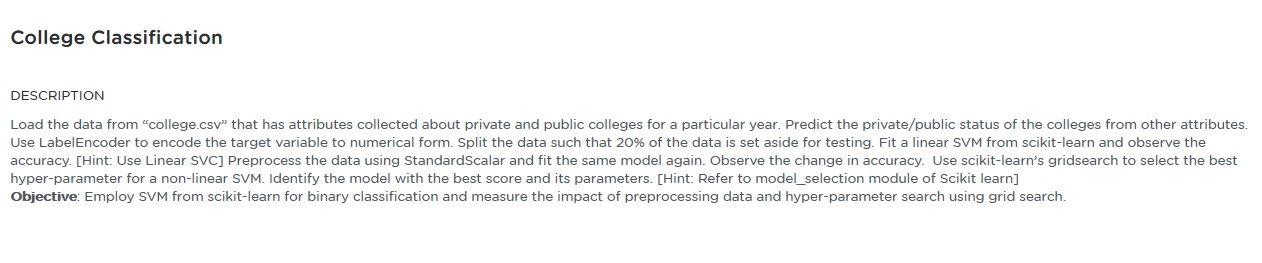 College Classification
DESCRIPTION
Load the data from “college.csv” that has attributes collected about private and public colleges for a particular year. Predict the private/public status of the colleges from other attributes.
Use LabelEncoder to encode the target variable to numerical form. Split the data such that 20% of the data is set aside for testing. Fit a linear SVM from scikit-learn and observe the
accuracy. [Hint: Use Linear SVC] Preprocess the data using StandardScalar and fit the same model again. Observe the change in accuracy.  Use scikit-learn’s gridsearch to select the best
hyper-parameter for a non-linear SVM. Identify the model with the best score and its parameters. [Hint: Refer to model_selection module of Scikit learn]
Objective: Employ SVM from scikit-learn for binary classification and measure the impact of preprocessing data and hyper-parameter search using grid search.